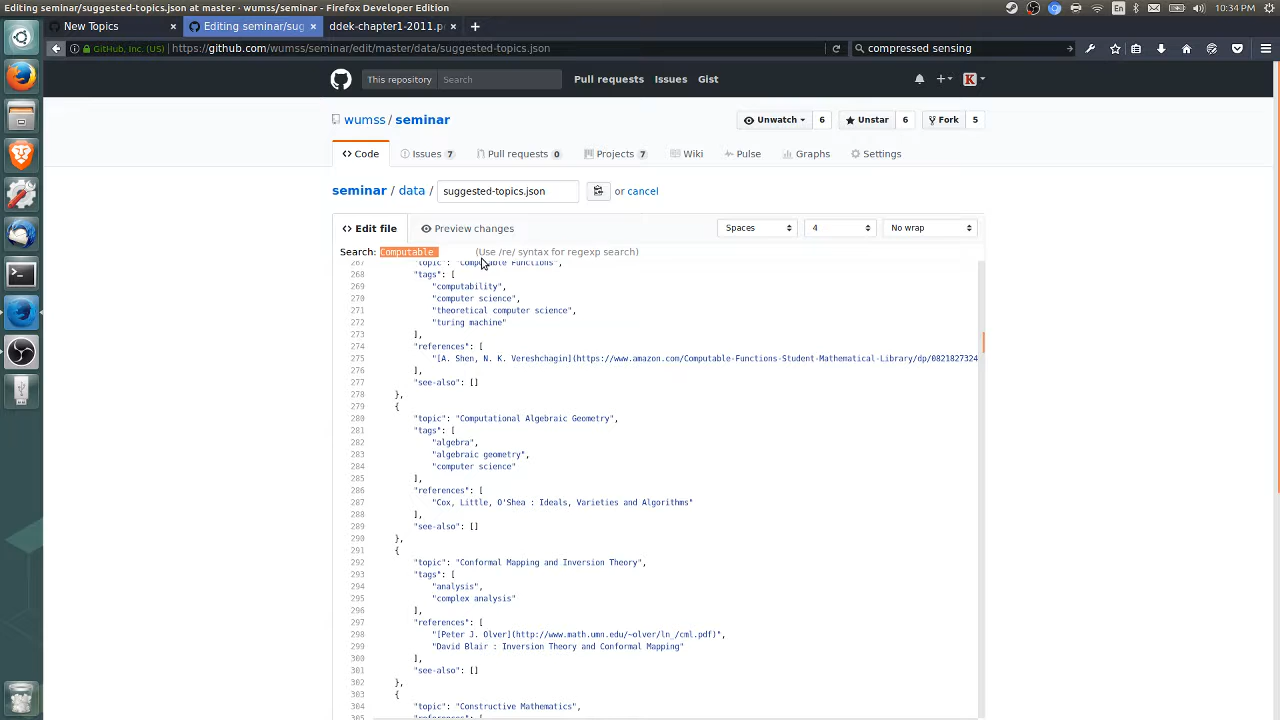 Editing seminar/suggested-topics.json at master · wumss/seminar - Firefox Developer Edition
En
10:34 PM
New Topics
Editing seminar/sug
ddek-chapter1-2011.p
GitHub, Inc. (US)
https://github.com/wumss/seminar/edit/master/data/suggested-topics.json
compressed sensing
This repository
Search
Pull requests
Issues
Gist
wumss / seminar
Unwatch 6
Unstar 6
Fork 5
Code
Issues 7
Pull requests 0
Projects 7
Wiki
Pulse
Graphs
Settings
seminar / data / suggested-topics.json or cancel
Edit file
Preview changes
Spaces
4
No wrap
Search: Computable (Use /re/ syntax for regexp search)
267 "topic": "Computable Functions",
268 "tags": [
269 "computability",
270 "computer science",
271 "theoretical computer science",
272 "turing machine"
273 ],
274 "references": [
275 "[A. Shen, N. K. Vereshchagin](https://www.amazon.com/Computable-Functions-Student-Mathematical-Library/dp/0821827324
276 ],
277 "see-also": []
278 },
279 {
280 "topic": "Computational Algebraic Geometry",
281 "tags": [
282 "algebra",
283 "algebraic geometry",
284 "computer science"
285 ],
286 "references": [
287 "Cox, Little, O'Shea : Ideals, Varieties and Algorithms"
288 ],
289 "see-also": []
290 },
291 {
292 "topic": "Conformal Mapping and Inversion Theory",
293 "tags": [
294 "analysis",
295 "complex analysis"
296 ],
297 "references": [
298 "[Peter J. Olver](http://www.math.umn.edu/~olver/ln_/cml.pdf)",
299 "David Blair : Inversion Theory and Conformal Mapping"
300 ],
301 "see-also": []
302 },
303 {
304 "topic": "Constructive Mathematics",
305 "references": [